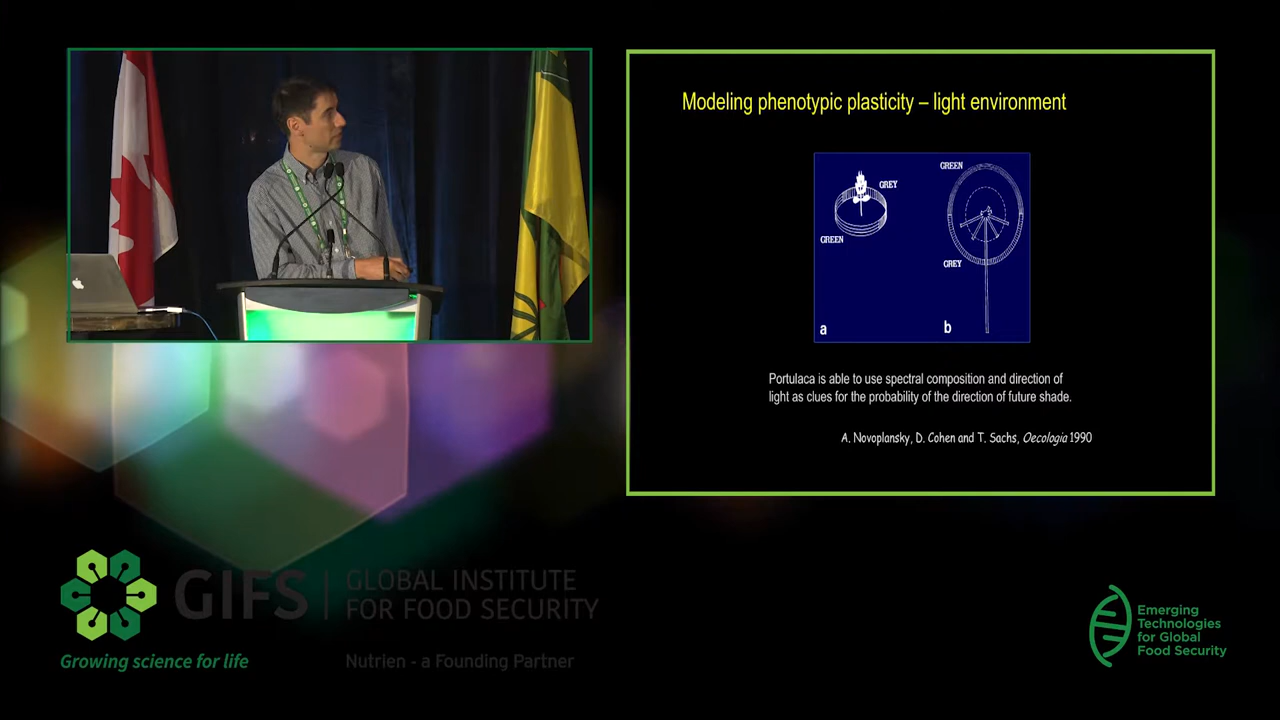 Modeling phenotypic plasticity – light environment
GREY
GREEN
a
GREEN
GREY
b
Portulaca is able to use spectral composition and direction of
light as clues for the probability of the direction of future shade.
A. Novoplansky, D. Cohen and T. Sachs, Oecologia 1990
GIFS
GLOBAL INSTITUTE
FOR FOOD SECURITY
Growing science for life
Nutrien - a Founding Partner
Emerging
Technologies
for Global
Food Security